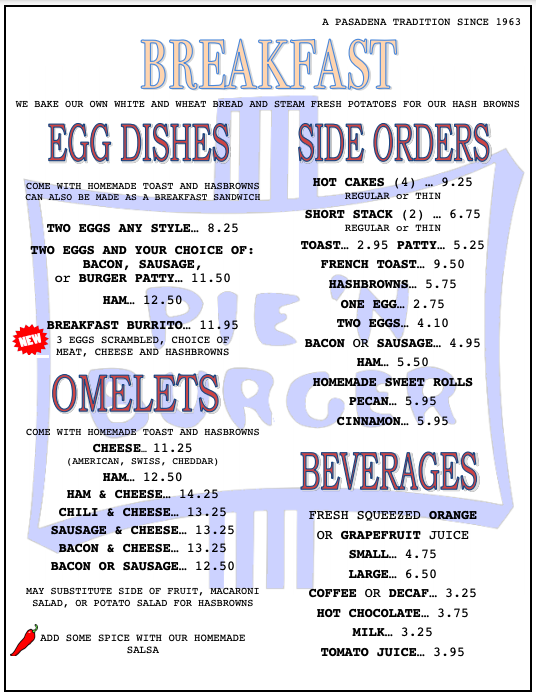 A PASADENA TRADITION SINCE 1963
BREAKFAST
WE BAKE OUR OWN WHITE AND WHEAT BREAD AND STEAM FRESH POTATOES FOR OUR HASH BROWNS
EGG DISHES
COME WITH HOMEMADE TOAST AND HASBROWNS
CAN ALSO BE MADE AS A BREAKFAST SANDWICH
TWO EGGS ANY STYLE… 8.25
TWO EGGS AND YOUR CHOICE OF:
BACON, SAUSAGE,
or BURGER PATTY… 11.50
HAM… 12.50
NEW
BREAKFAST BURRITO… 11.95
3 EGGS SCRAMBLED, CHOICE OF
MEAT, CHEESE AND HASHBROWNS
OMELETS
COME WITH HOMEMADE TOAST AND HASBROWNS
CHEESE… 11.25
(AMERICAN, SWISS, CHEDDAR)
HAM… 12.50
HAM & CHEESE… 14.25
CHILI & CHEESE… 13.25
SAUSAGE & CHEESE… 13.25
BACON & CHEESE… 13.25
BACON OR SAUSAGE… 12.50
MAY SUBSTITUTE SIDE OF FRUIT, MACARONI
SALAD, OR POTATO SALAD FOR HASBROWNS
ADD SOME SPICE WITH OUR HOMEMADE
SALSA
SIDE ORDERS
HOT CAKES (4) … 9.25
REGULAR or THIN
SHORT STACK (2) … 6.75
REGULAR or THIN
TOAST… 2.95 PATTY… 5.25
FRENCH TOAST… 9.50
HASHBROWNS… 5.75
ONE EGG… 2.75
TWO EGGS… 4.10
BACON OR SAUSAGE… 4.95
HAM… 5.50
HOMEMADE SWEET ROLLS
PECAN… 5.95
CINNAMON… 5.95
BEVERAGES
FRESH SQUEEZED ORANGE
OR GRAPEFRUIT JUICE
SMALL… 4.75
LARGE… 6.50
COFFEE OR DECAF… 3.25
HOT CHOCOLATE… 3.75
MILK… 3.25
TOMATO JUICE… 3.95
PIE 'N
BURGER